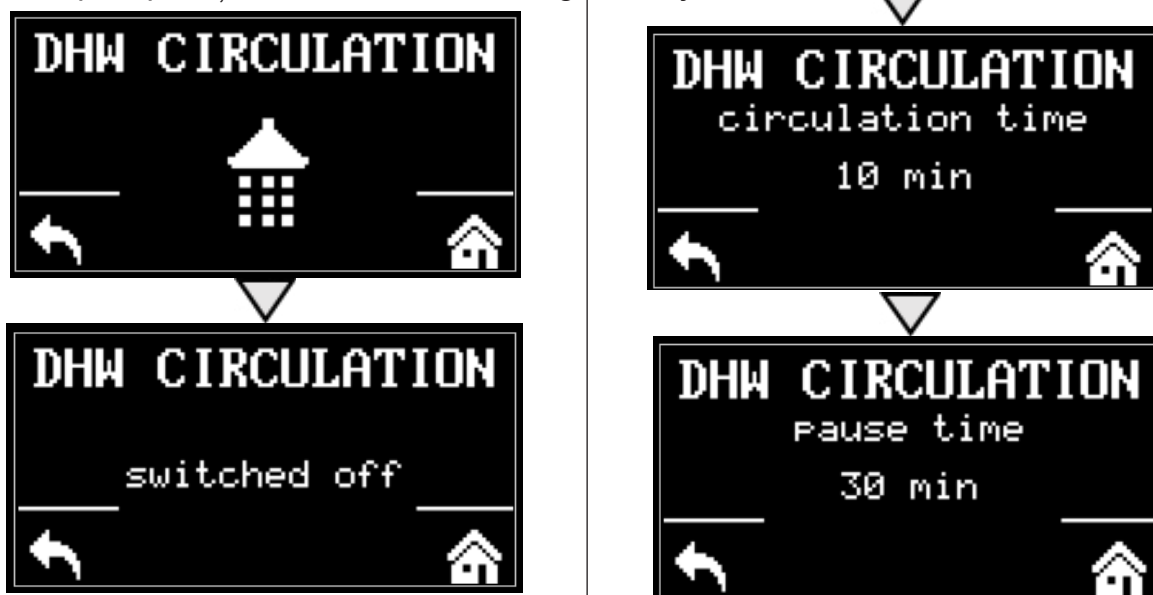 DHW CIRCULATION
DHW CIRCULATION
switched off
DHW CIRCULATION
circulation time
10 min
DHW CIRCULATION
pause time
30 min